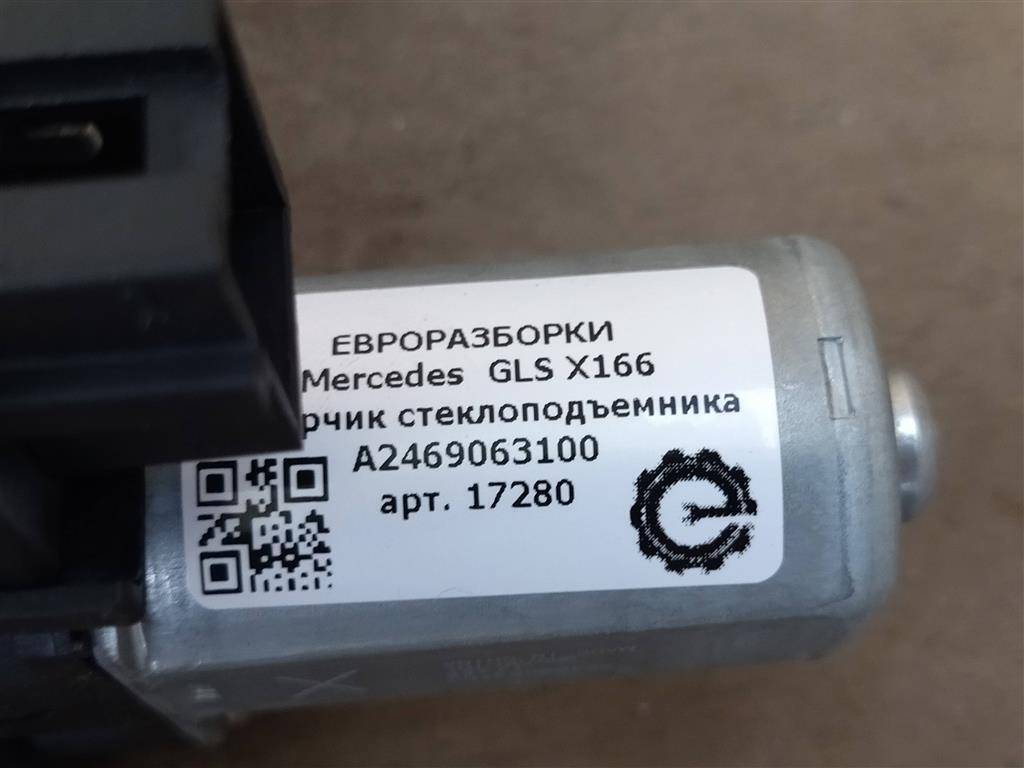 ЕВРОРАЗБОРКИ
Mercedes GLS X166
рчик стеклоподъемника
A2469063100
арт. 17280